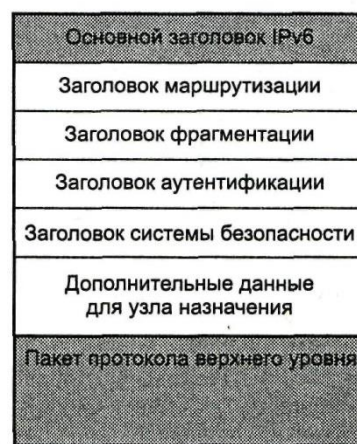 Основной заголовок IPv6
Заголовок маршрутизации
Заголовок фрагментации
Заголовок аутентификации
Заголовок системы безопасности
Дополнительные данные
для узла назначения
Пакет протокола верхнего уровня